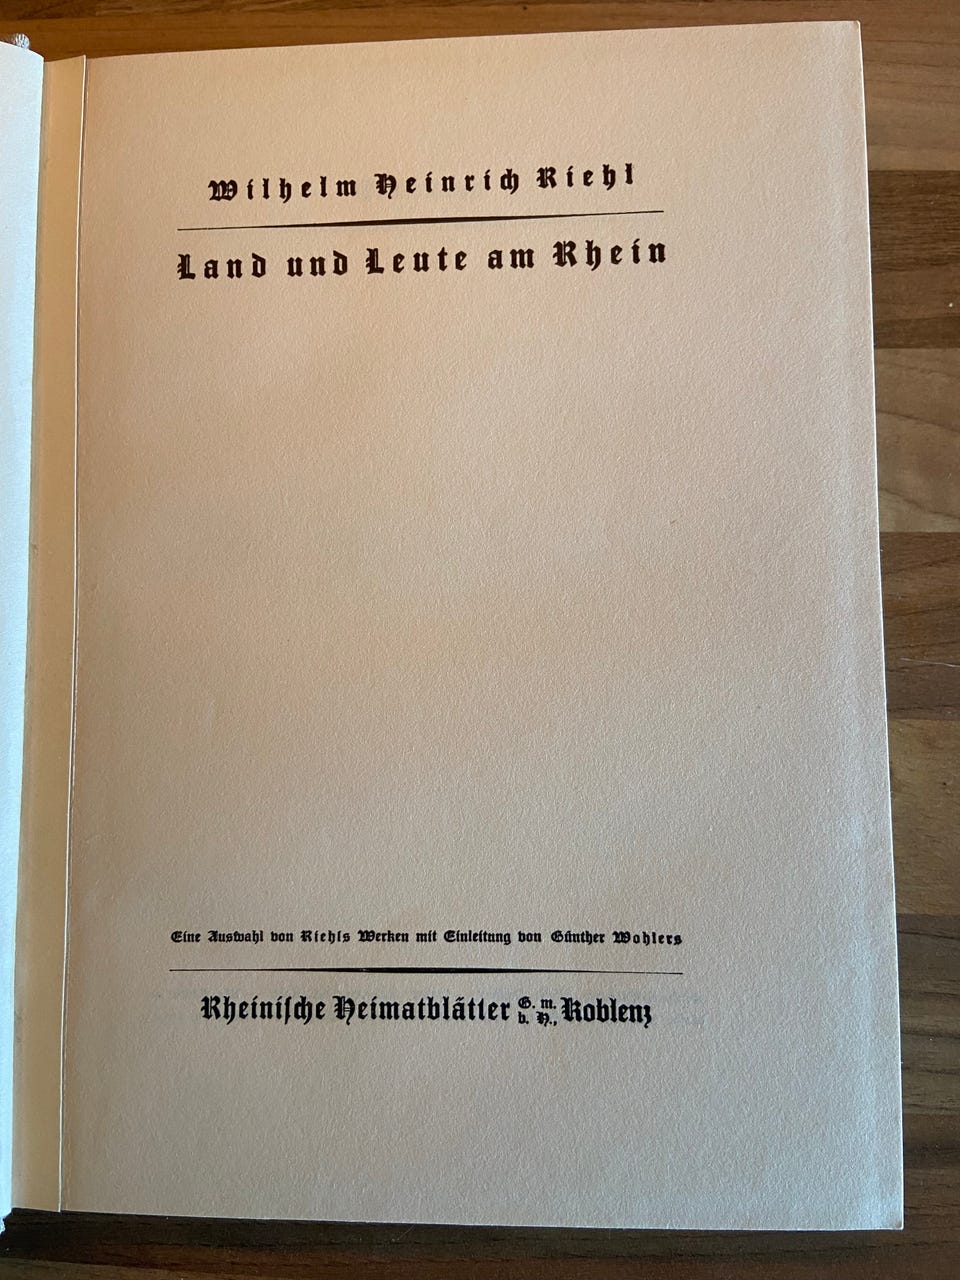 Wilhelm Heinrich Riehl
Land und Leute am Rhein
Eine Auswahl von Riehls Werken mit Einleitung von Günther Wohlers
Rheiniſche Heimatblätter G. m. b. H., Koblenz